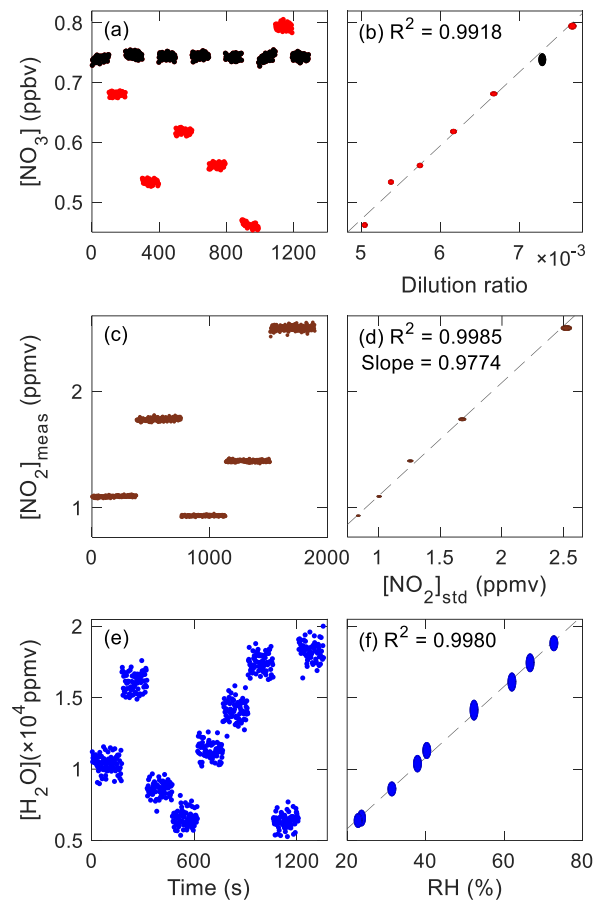 (a)
[NO3] (ppbv)
0.8
0.7
0.6
0.5
0
400
800
1200
(b) R2 = 0.9918
5
6
7
×10-3
Dilution ratio
(c)
[NO2]meas (ppmv)
2
1
0
1000
2000
(d) R2 = 0.9985
Slope = 0.9774
1
1.5
2
2.5
[NO2]std (ppmv)
(e)
[H2O](×104 ppmv)
2
1.5
1
0.5
0
600
1200
Time (s)
(f) R2 = 0.9980
20
40
60
80
RH (%)